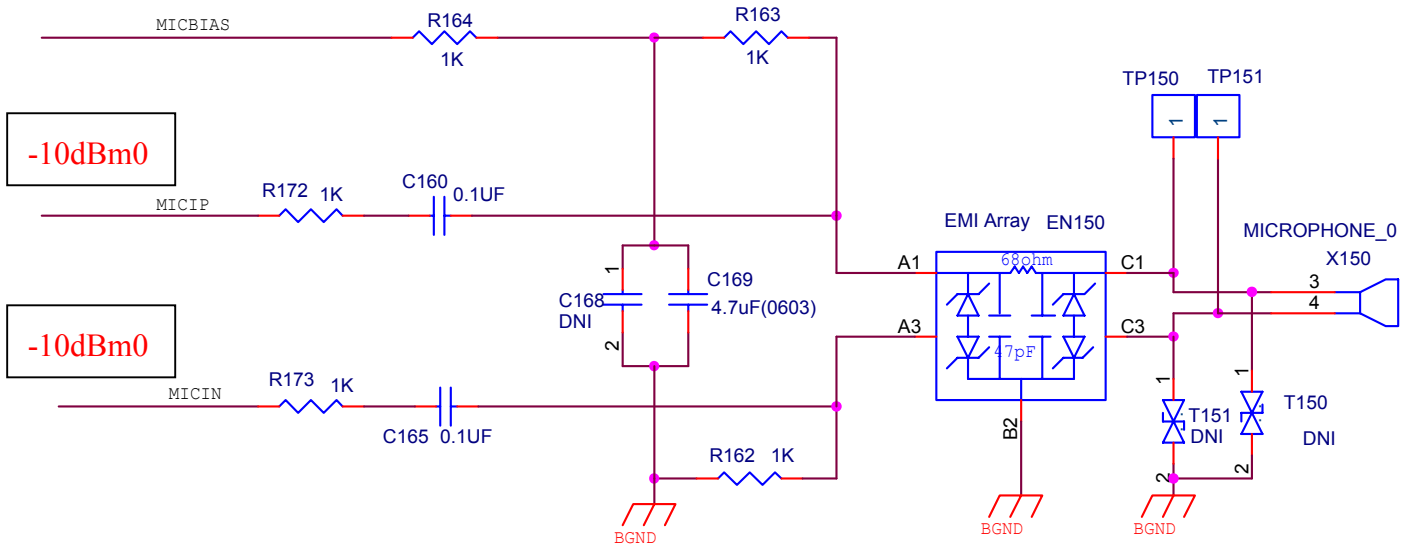 MICBIAS
R164
1K
R163
1K
TP150
TP151
1
1
-10dBm0
R172 1K
C160
0.1UF
MICIP
EMI Array EN150
MICROPHONE_0
X150
A1
68ohm
C1
3
4
1
C168
DNI
2
C169
4.7uF(0603)
A3
47pF
C3
-10dBm0
R173
1K
MICIN
C165 0.1UF
R162 1K
B2
1
T151
DNI
2
1
T150
DNI
2
BGND
BGND
BGND